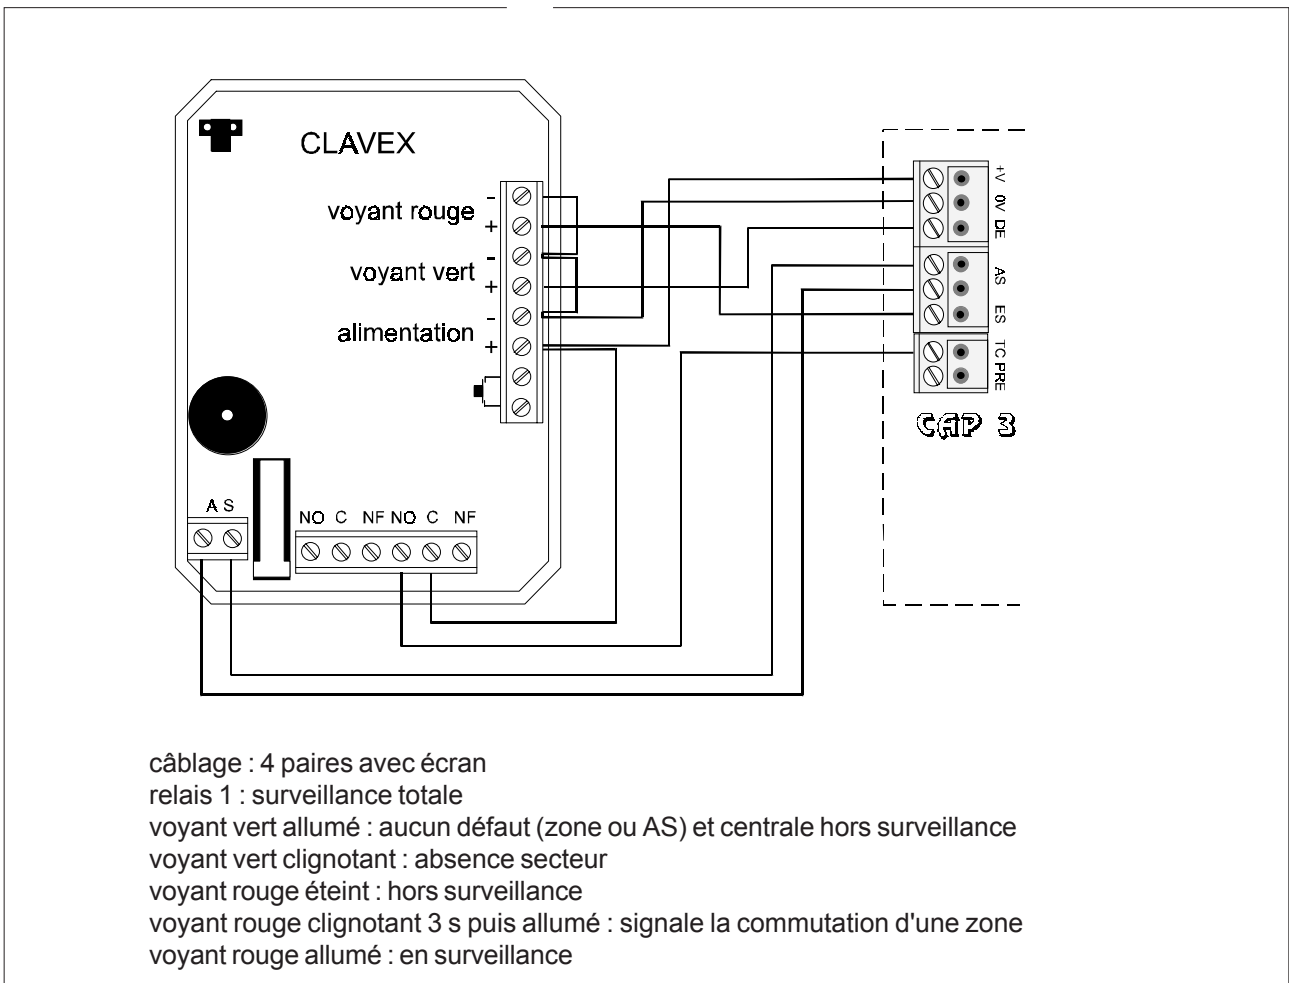 CLAVEX
voyant rouge - +
voyant vert - +
alimentation - +
A S
NO C NF NO C NF
+V
0V
DE
AS
ES
TC
PRE
CAP 3
câblage : 4 paires avec écran
relais 1 : surveillance totale
voyant vert allumé : aucun défaut (zone ou AS) et centrale hors surveillance
voyant vert clignotant : absence secteur
voyant rouge éteint : hors surveillance
voyant rouge clignotant 3 s puis allumé : signale la commutation d'une zone
voyant rouge allumé : en surveillance